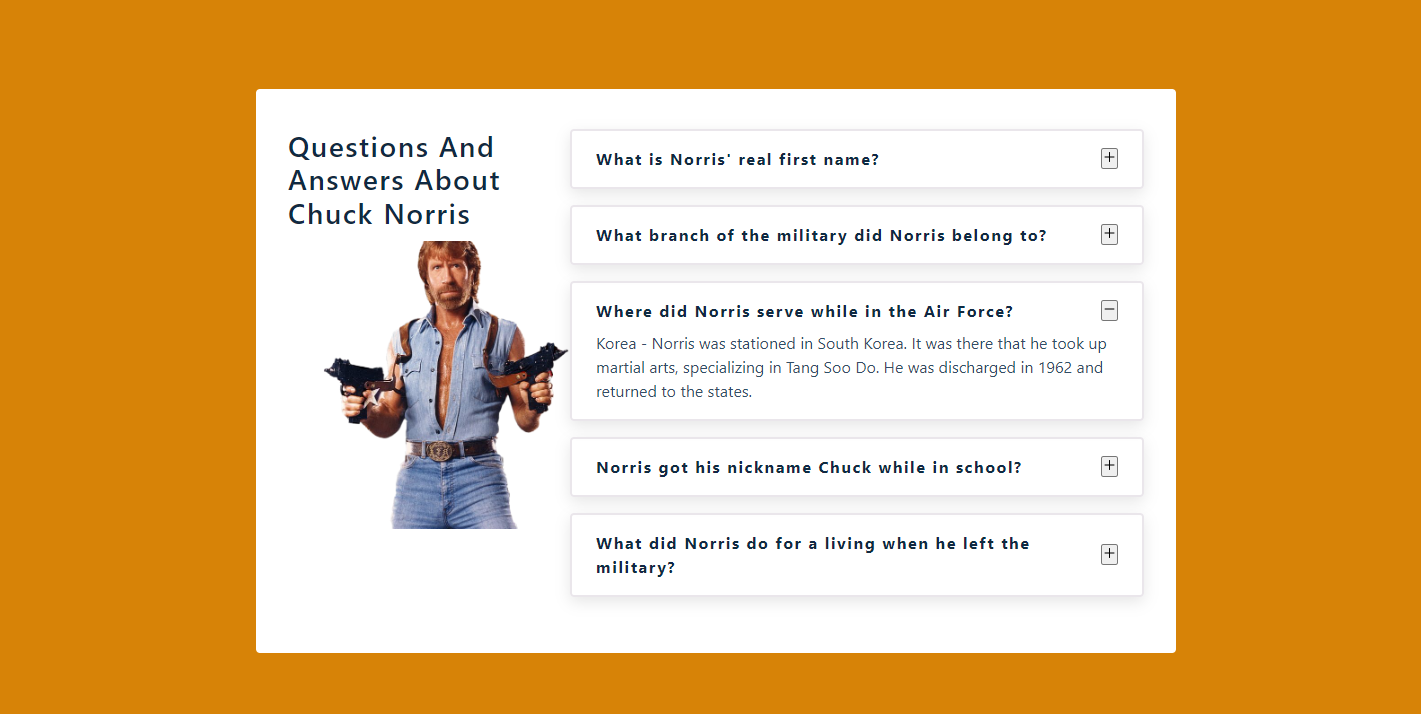 Questions And
Answers About
Chuck Norris
What is Norris' real first name?
What branch of the military did Norris belong to?
Where did Norris serve while in the Air Force?
Korea - Norris was stationed in South Korea. It was there that he took up
martial arts, specializing in Tang Soo Do. He was discharged in 1962 and
returned to the states.
Norris got his nickname Chuck while in school?
What did Norris do for a living when he left the
military?